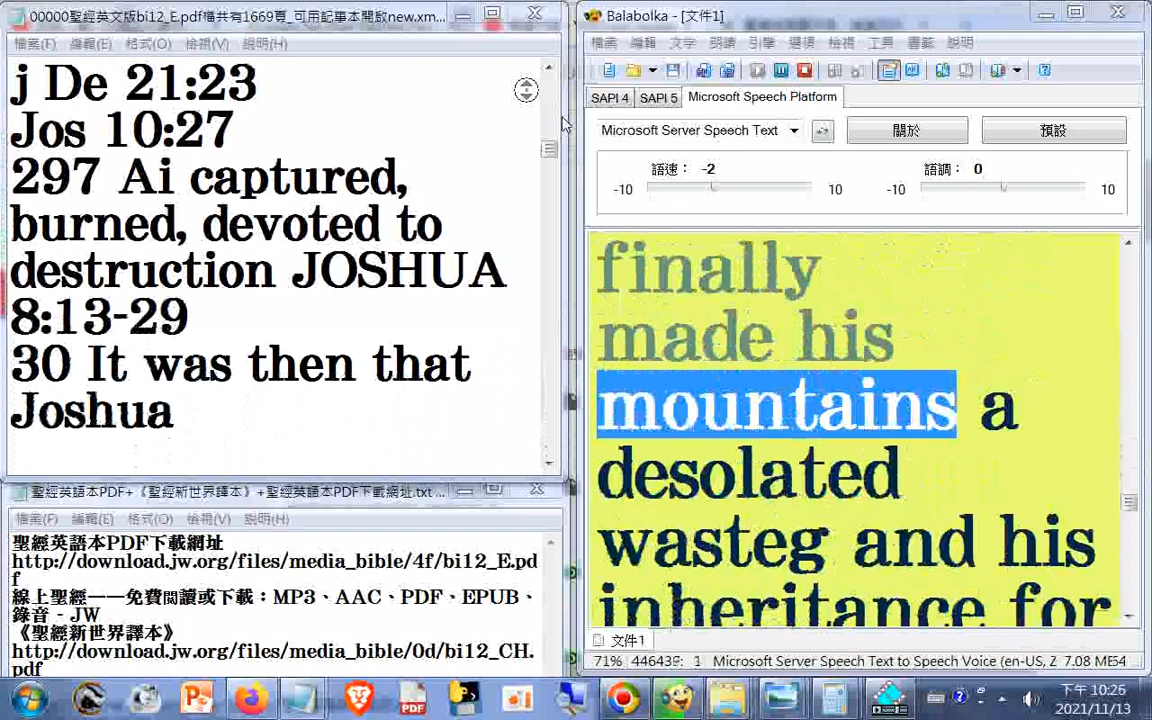 00000聖經英文版bi12_E.pdf檔共有1669頁_可用記事本開啟new.xm...
檔案(F) 編輯(E) 格式(O) 檢視(V) 說明(H)
j De 21:23
Jos 10:27
297 Ai captured,
burned, devoted to
destruction JOSHUA
8:13-29
30 It was then that
Joshua
聖經英語本PDF+《聖經新世界譯本》+聖經英語本PDF下載網址.txt ...
檔案(F) 編輯(E) 格式(O) 檢視(V) 說明(H)
聖經英語本PDF下載網址
http://download.jw.org/files/media_bible/4f/bi12_E.pd
f
線上聖經——免費閱讀或下載：MP3、AAC、PDF、EPUB、
錄音 - JW
《聖經新世界譯本》
http://download.jw.org/files/media_bible/0d/bi12_CH.
pdf
Balabolka - [文件1]
檔案 編輯 文字 朗讀 引擎 選項 檢視 工具 書籤 說明
SAPI 4 SAPI 5 Microsoft Speech Platform
Microsoft Server Speech Text 關於 預設
語速： -2 語調： 0
-10 10 -10 10
finally
made his
mountains a
desolated
wasteg and his
inheritance for
文件1
71% 446439: 1 Microsoft Server Speech Text to Speech Voice (en-US, Z 7.08 ME54
下午 10:26
2021/11/13